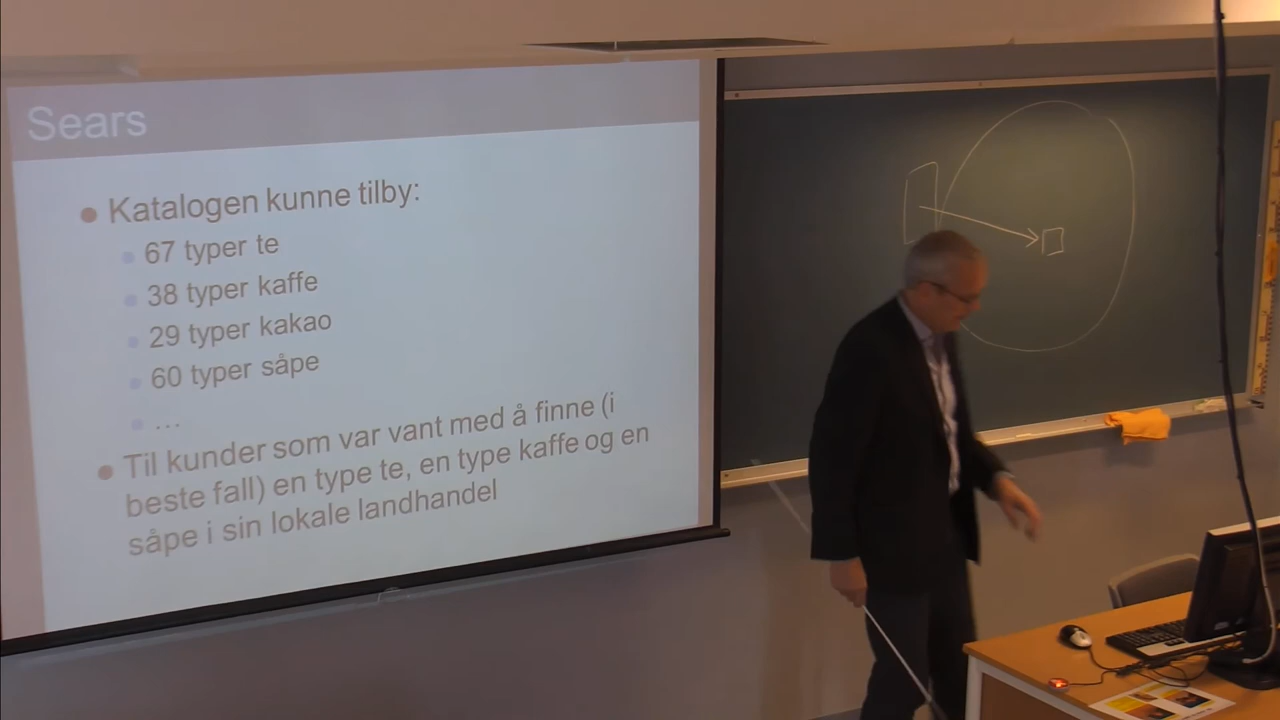 Sears
Katalogen kunne tilby:
67 typer te
38 typer kaffe
29 typer kakao
60 typer såpe
...
Til kunder som var vant med å finne (i
beste fall) en type te, en type kaffe og en
såpe i sin lokale landhandel